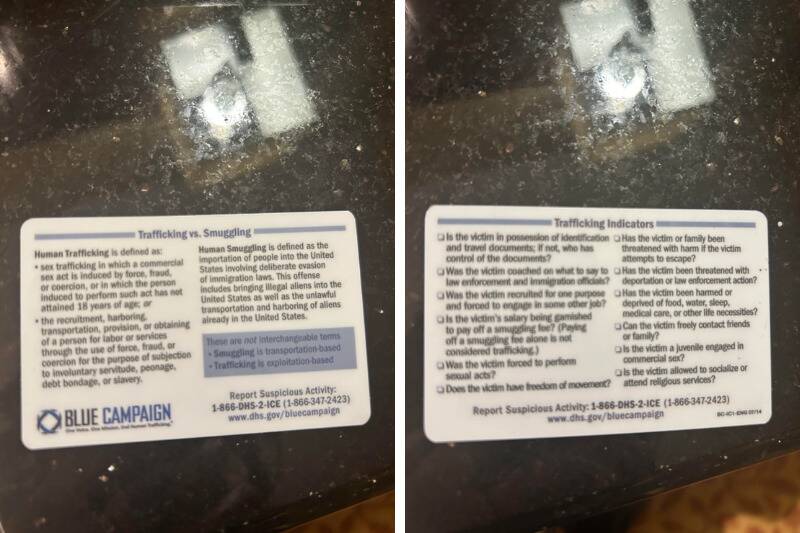 Trafficking vs. Smuggling
Human Trafficking is defined as:
• sex trafficking in which a commercial
sex act is induced by force, fraud,
or coercion, or in which the person
induced to perform such act has not
attained 18 years of age; or
• the recruitment, harboring,
transportation, provision, or obtaining
of a person for labor or services
through the use of force, fraud, or
coercion for the purpose of subjection
to involuntary servitude, peonage,
debt bondage, or slavery.
Human Smuggling is defined as the
importation of people into the United
States involving deliberate evasion
of immigration laws. This offense
includes bringing illegal aliens into the
United States as well as the unlawful
transportation and harboring of aliens
already in the United States.
These are not interchangeable terms
• Smuggling is transportation-based
• Trafficking is exploitation-based
BLUE CAMPAIGN
One Voice. One Mission. End Human Trafficking.
Report Suspicious Activity:
1-866-DHS-2-ICE (1-866-347-2423)
www.dhs.gov/bluecampaign
Trafficking Indicators
❑ Is the victim in possession of identification
and travel documents; if not, who has
control of the documents?
❑ Was the victim coached on what to say to
law enforcement and immigration officials?
❑ Was the victim recruited for one purpose
and forced to engage in some other job?
❑ Is the victim's salary being garnished
to pay off a smuggling fee? (Paying
off a smuggling fee alone is not
considered trafficking.)
❑ Was the victim forced to perform
sexual acts?
❑ Does the victim have freedom of movement?
❑ Has the victim or family been
threatened with harm if the victim
attempts to escape?
❑ Has the victim been threatened with
deportation or law enforcement action?
❑ Has the victim been harmed or
deprived of food, water, sleep,
medical care, or other life necessities?
❑ Can the victim freely contact friends
or family?
❑ Is the victim a juvenile engaged in
commercial sex?
❑ Is the victim allowed to socialize or
attend religious services?
Report Suspicious Activity: 1-866-DHS-2-ICE (1-866-347-2423)
www.dhs.gov/bluecampaign
BC-IC1-ENG 07/14